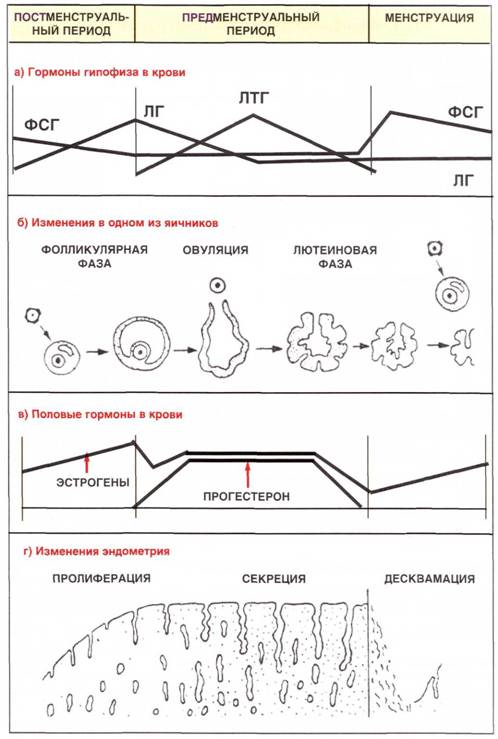 ПОСТМЕНСТРУАЛЬ-
НЫЙ ПЕРИОД
ПРЕДМЕНСТРУАЛЬНЫЙ
ПЕРИОД
МЕНСТРУАЦИЯ
а) Гормоны гипофиза в крови
ФСГ
ЛГ
ЛТГ
ФСГ
ЛГ
б) Изменения в одном из яичников
ФОЛЛИКУЛЯРНАЯ
ФАЗА
ОВУЛЯЦИЯ
ЛЮТЕИНОВАЯ
ФАЗА
в) Половые гормоны в крови
ЭСТРОГЕНЫ
ПРОГЕСТЕРОН
г) Изменения эндометрия
ПРОЛИФЕРАЦИЯ
СЕКРЕЦИЯ
ДЕСКВАМАЦИЯ